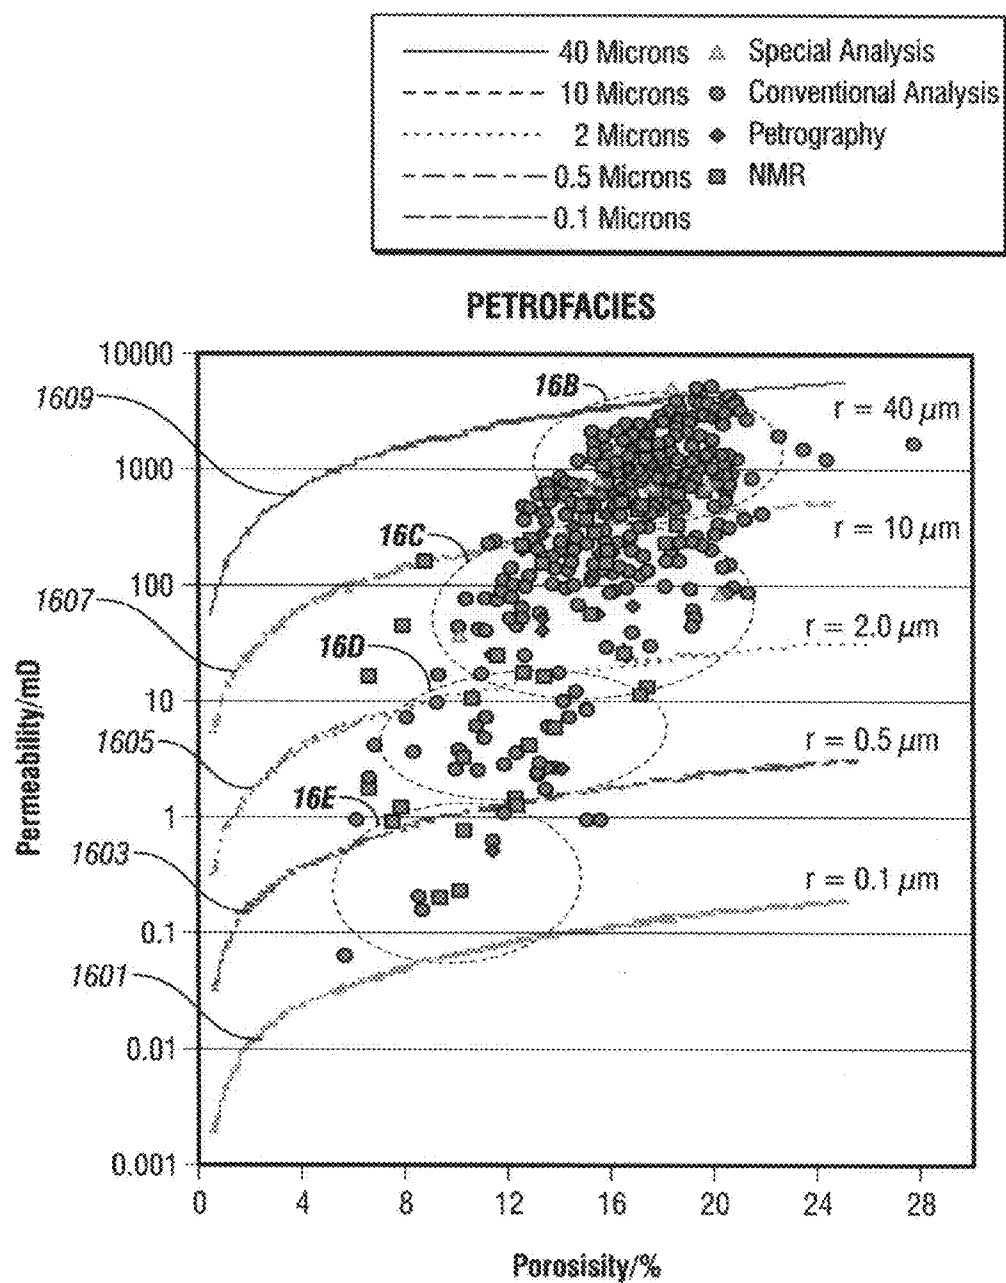 40 Microns
10 Microns
2 Microns
0.5 Microns
0.1 Microns
Special Analysis
Conventional Analysis
Petrography
NMR
PETROFACIES
10000
1000
100
10
1
0.1
0.01
0.001
Permeability/mD
1609
1607
1605
1603
1601
16B
16C
16D
16E
r = 40 µm
r = 10 µm
r = 2.0 µm
r = 0.5 µm
r = 0.1 µm
0 4 8 12 16 20 24 28
Porosisity/%